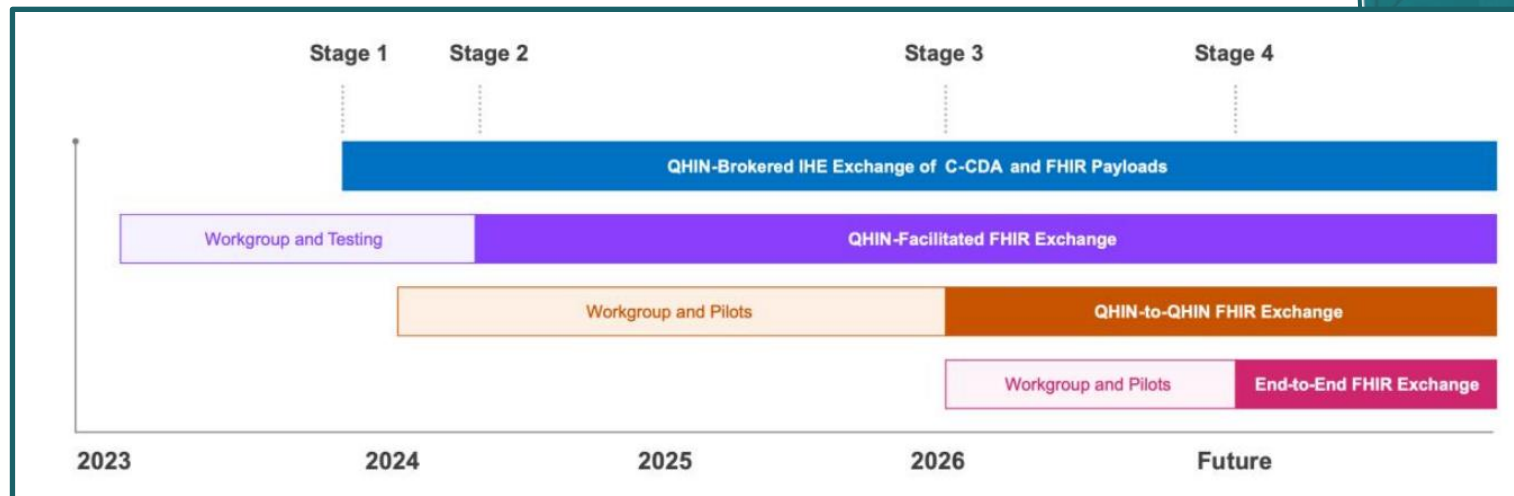 Stage 1
Stage 2
Stage 3
Stage 4
QHIN-Brokered IHE Exchange of C-CDA and FHIR Payloads
Workgroup and Testing
QHIN-Facilitated FHIR Exchange
Workgroup and Pilots
QHIN-to-QHIN FHIR Exchange
Workgroup and Pilots
End-to-End FHIR Exchange
2023
2024
2025
2026
Future